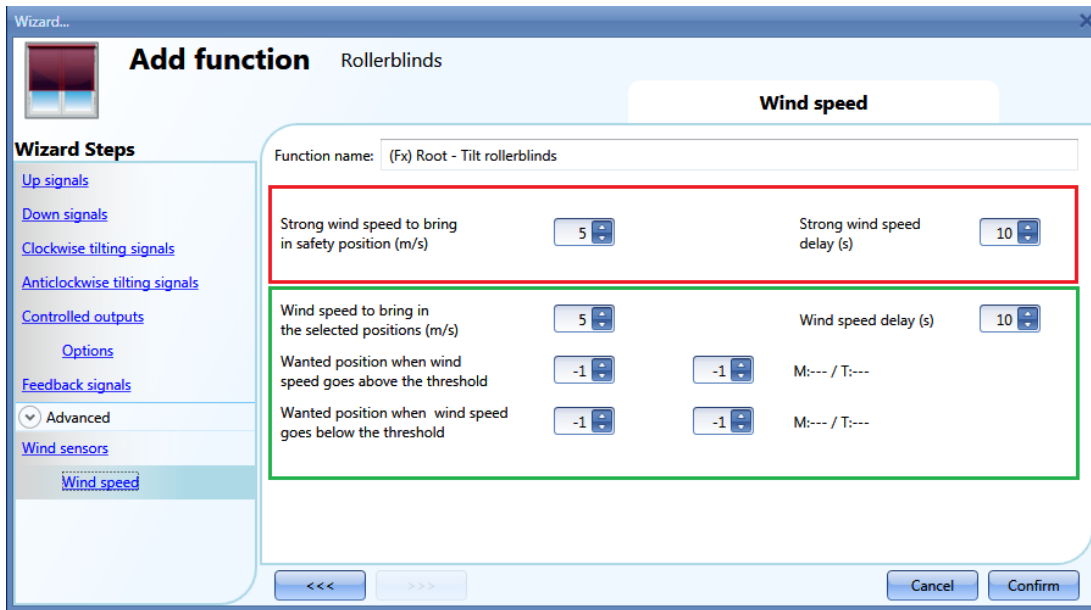 Wizard...
Add function Rollerblinds
Wind speed
Wizard Steps
Up signals
Down signals
Clockwise tilting signals
Anticlockwise tilting signals
Controlled outputs
Options
Feedback signals
Advanced
Wind sensors
Wind speed
Function name: (Fx) Root - Tilt rollerblinds
Strong wind speed to bring
in safety position (m/s)
5
Strong wind speed
delay (s)
10
Wind speed to bring in
the selected positions (m/s)
5
Wind speed delay (s)
10
Wanted position when wind
speed goes above the threshold
-1
-1
M:--- / T:---
Wanted position when  wind speed
goes below the threshold
-1
-1
M:--- / T:---
<<<
>>>
Cancel
Confirm